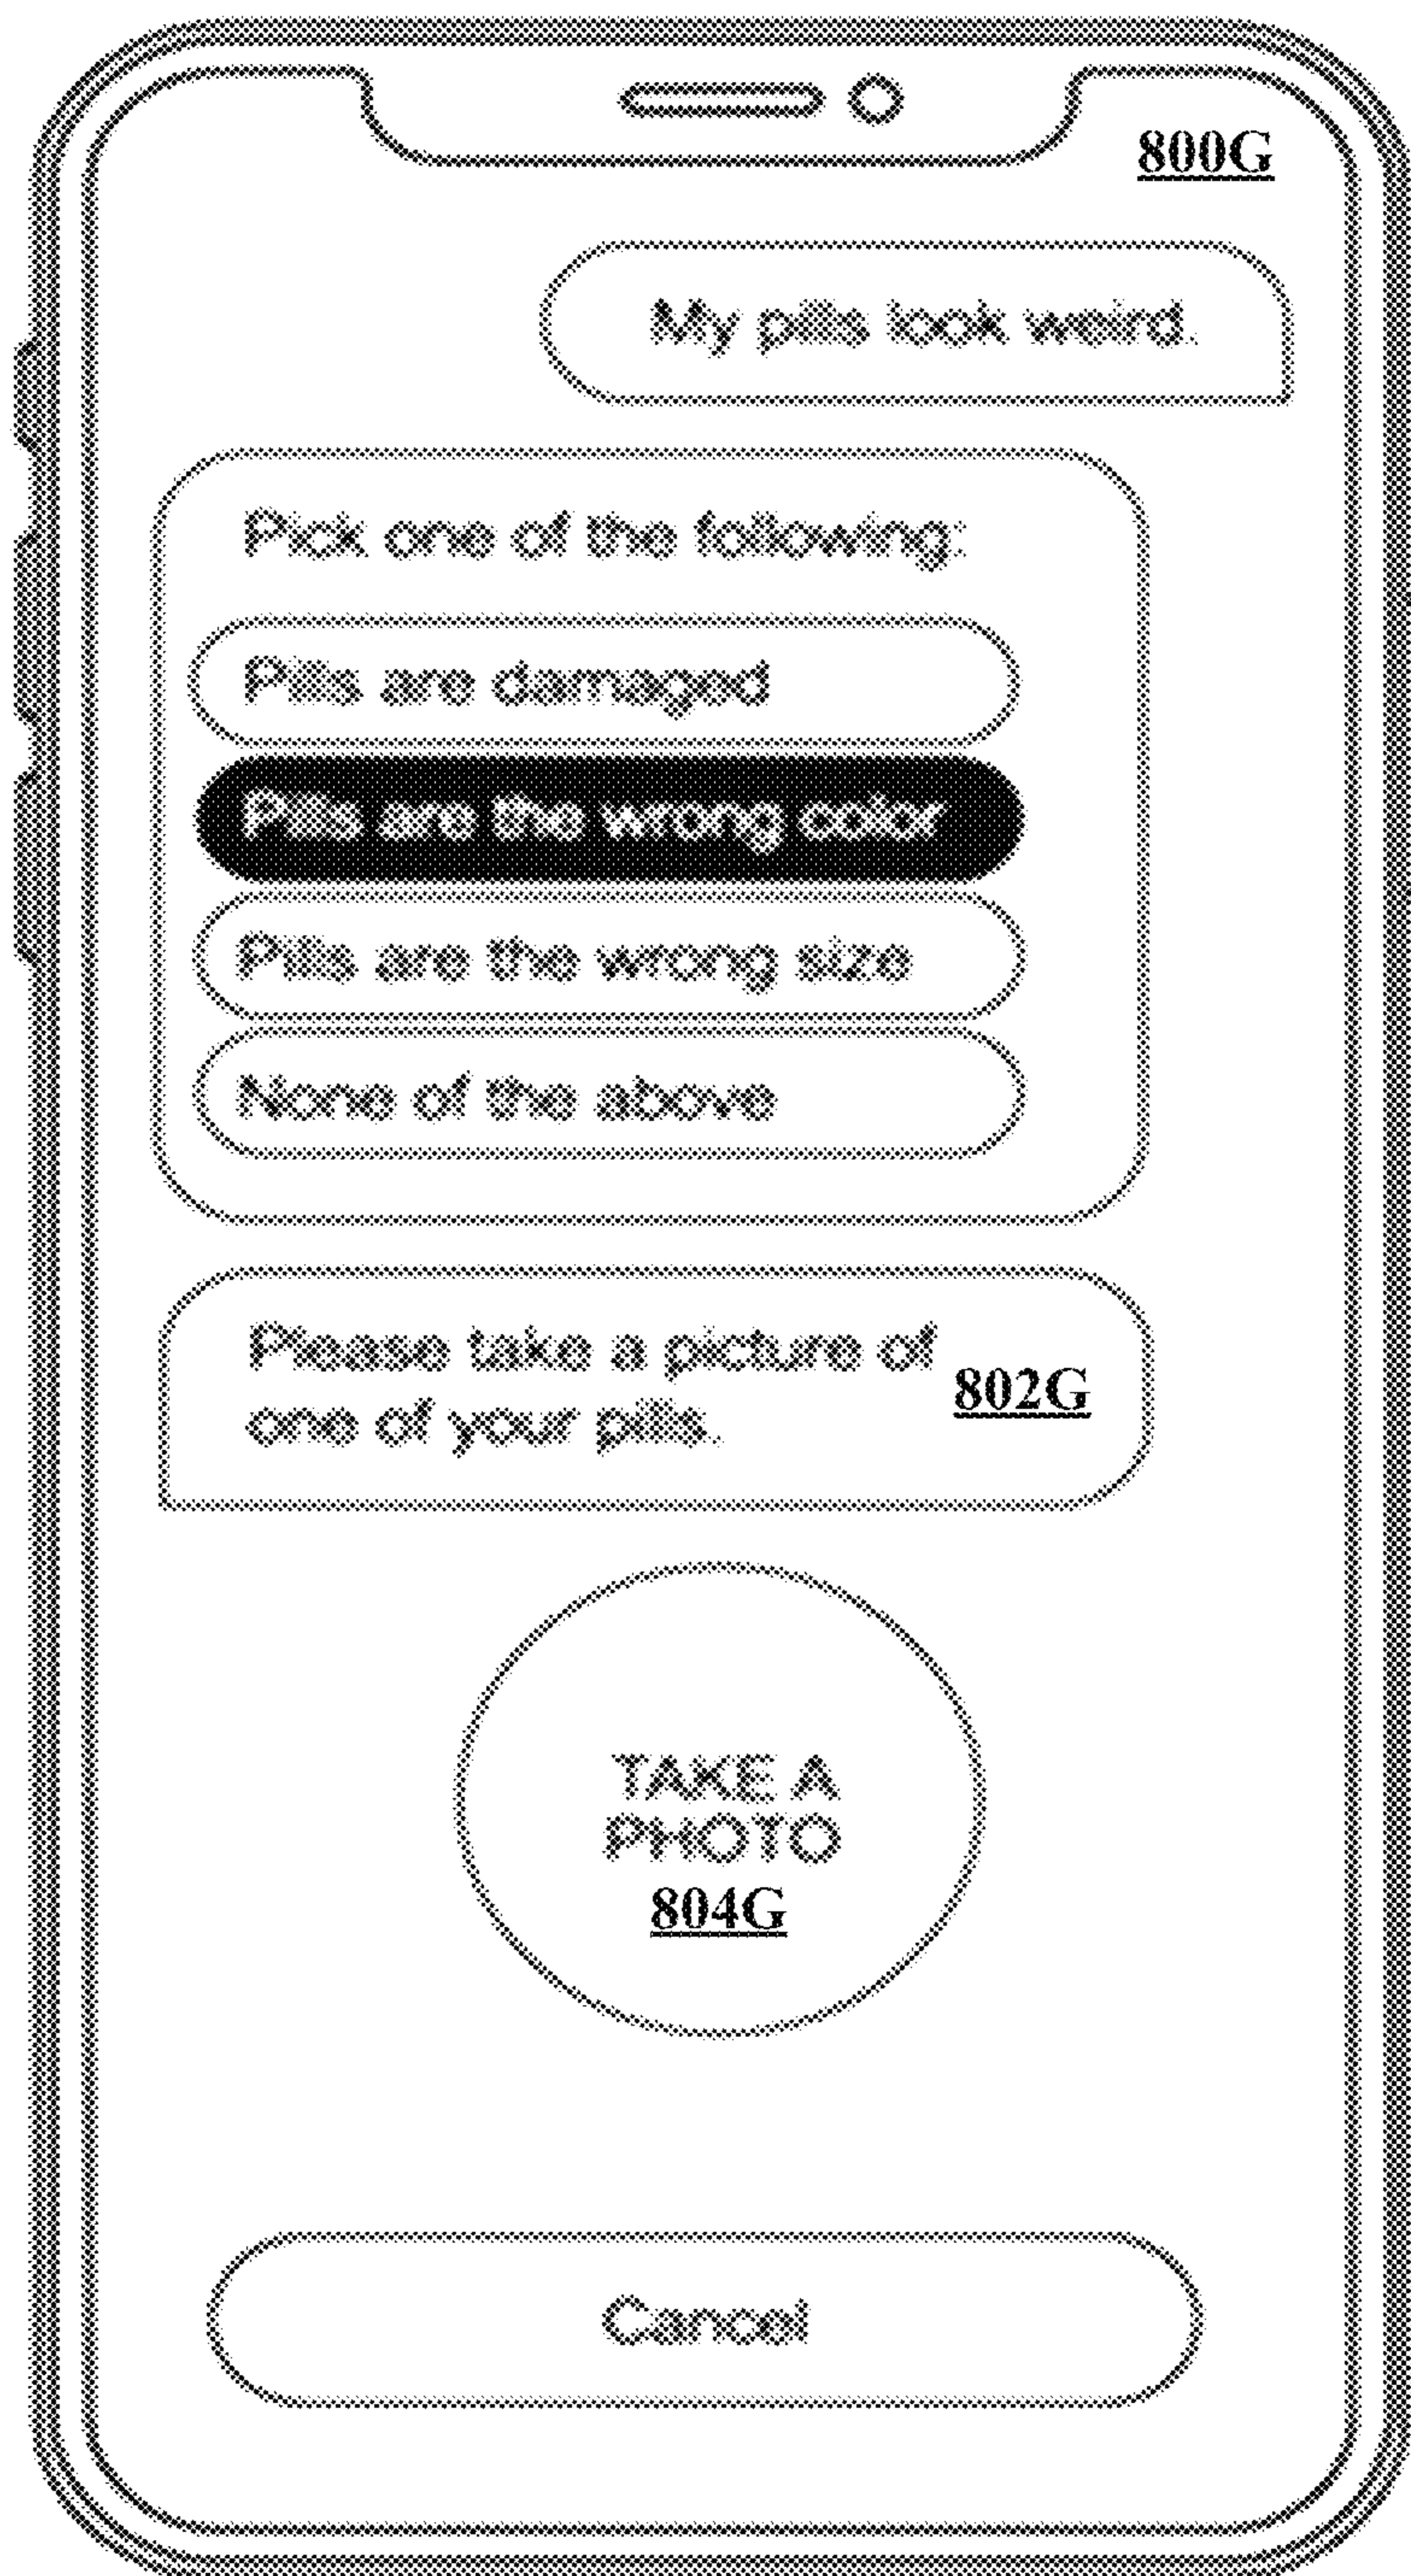 800G
My pills look weird.
Pick one of the following:
Pills are damaged
Pills are the wrong color
Pills are the wrong size
None of the above
Please take a picture of
one of your pills.
802G
TAKE A
PHOTO
804G
Cancel